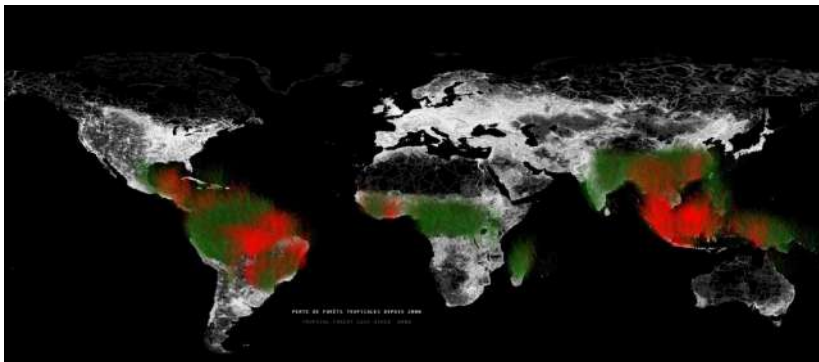 PERTE DE FORÊTS TROPICALES DEPUIS 2000
TROPICAL FOREST LOSS SINCE 2000